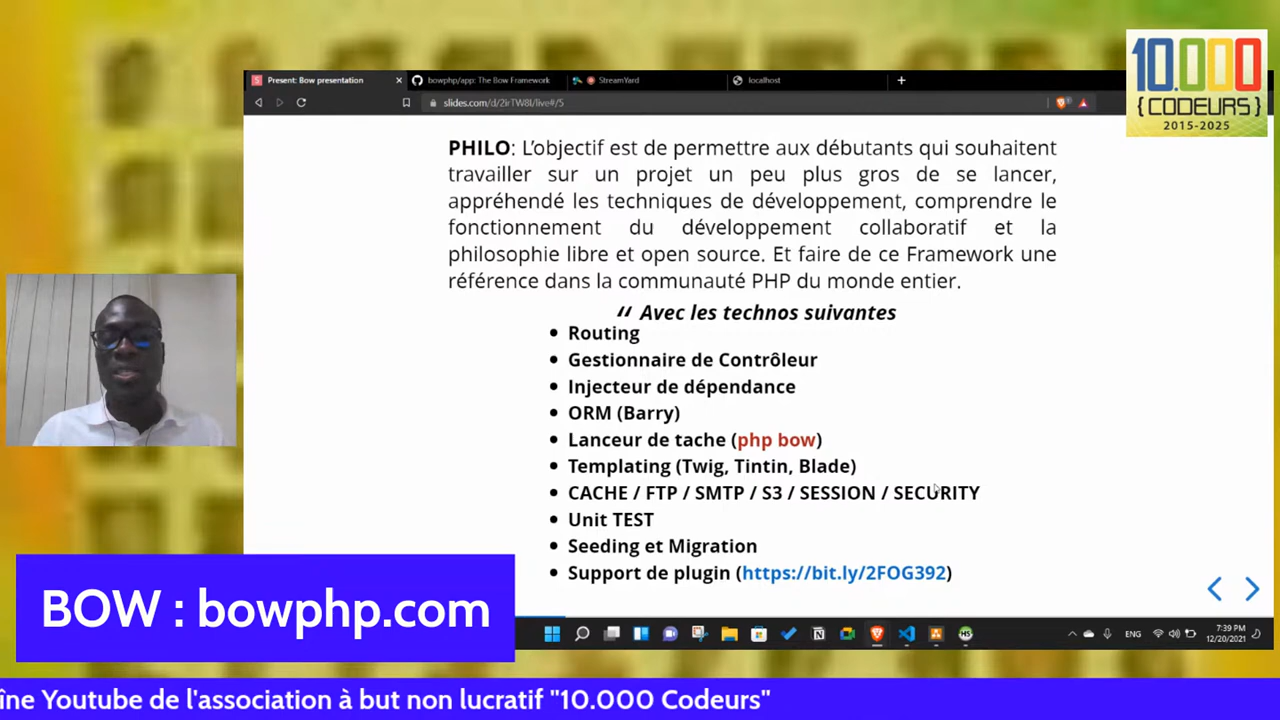 Present: Bow presentation
bowphp/app: The Bow Framework
StreamYard
localhost
slides.com/d/2irTW8I/live#/5
10.000
{CODEURS}
2015-2025
PHILO: L'objectif est de permettre aux débutants qui souhaitent
travailler sur un projet un peu plus gros de se lancer,
appréhendé les techniques de développement, comprendre le
fonctionnement du développement collaboratif et la
philosophie libre et open source. Et faire de ce Framework une
référence dans la communauté PHP du monde entier.
“ Avec les technos suivantes
• Routing
• Gestionnaire de Contrôleur
• Injecteur de dépendance
• ORM (Barry)
• Lanceur de tache (php bow)
• Templating (Twig, Tintin, Blade)
• CACHE / FTP / SMTP / S3 / SESSION / SECURITY
• Unit TEST
• Seeding et Migration
• Support de plugin (https://bit.ly/2FOG392)
BOW : bowphp.com
ENG
7:39 PM
12/20/2021
îne Youtube de l'association à but non lucratif "10.000 Codeurs"